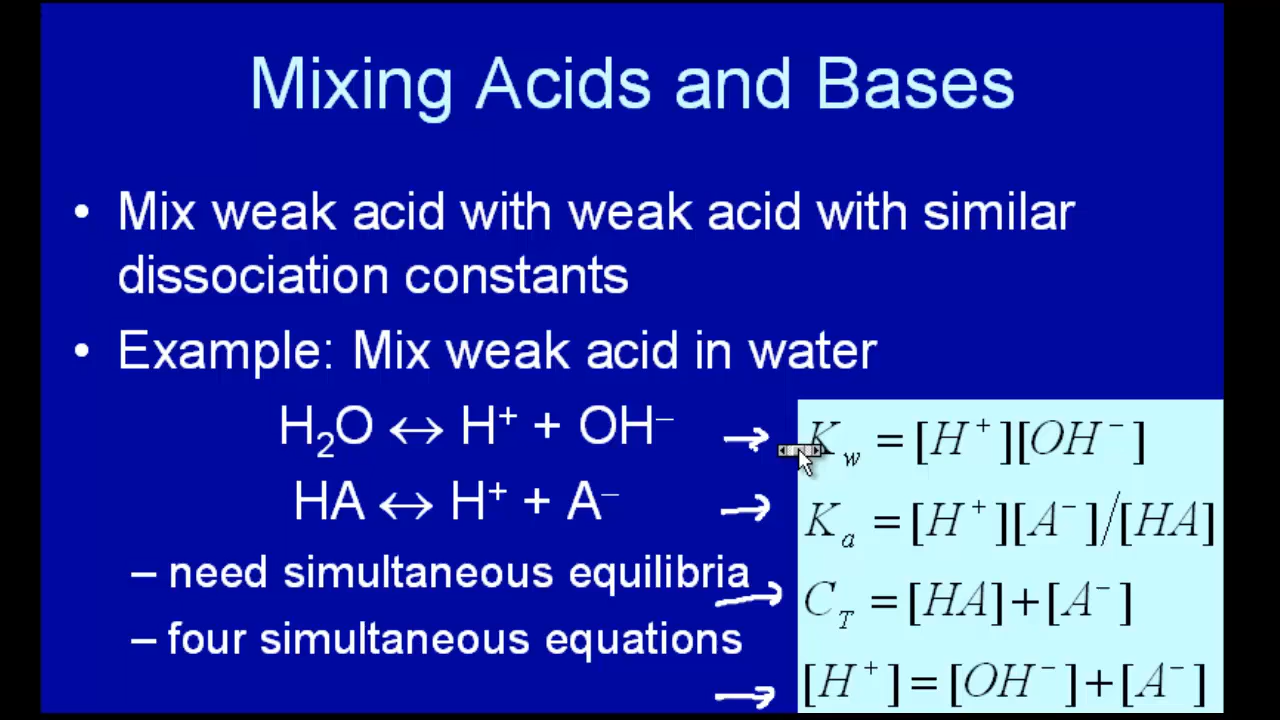 Mixing Acids and Bases
• Mix weak acid with weak acid with similar
dissociation constants
• Example: Mix weak acid in water
H₂O ↔ H⁺ + OH⁻ → K_w = [H⁺][OH⁻]
HA ↔ H⁺ + A⁻ → K_a = [H⁺][A⁻]/[HA]
– need simultaneous equilibria → C_T = [HA]+[A⁻]
– four simultaneous equations
→ [H⁺]=[OH⁻]+[A⁻]